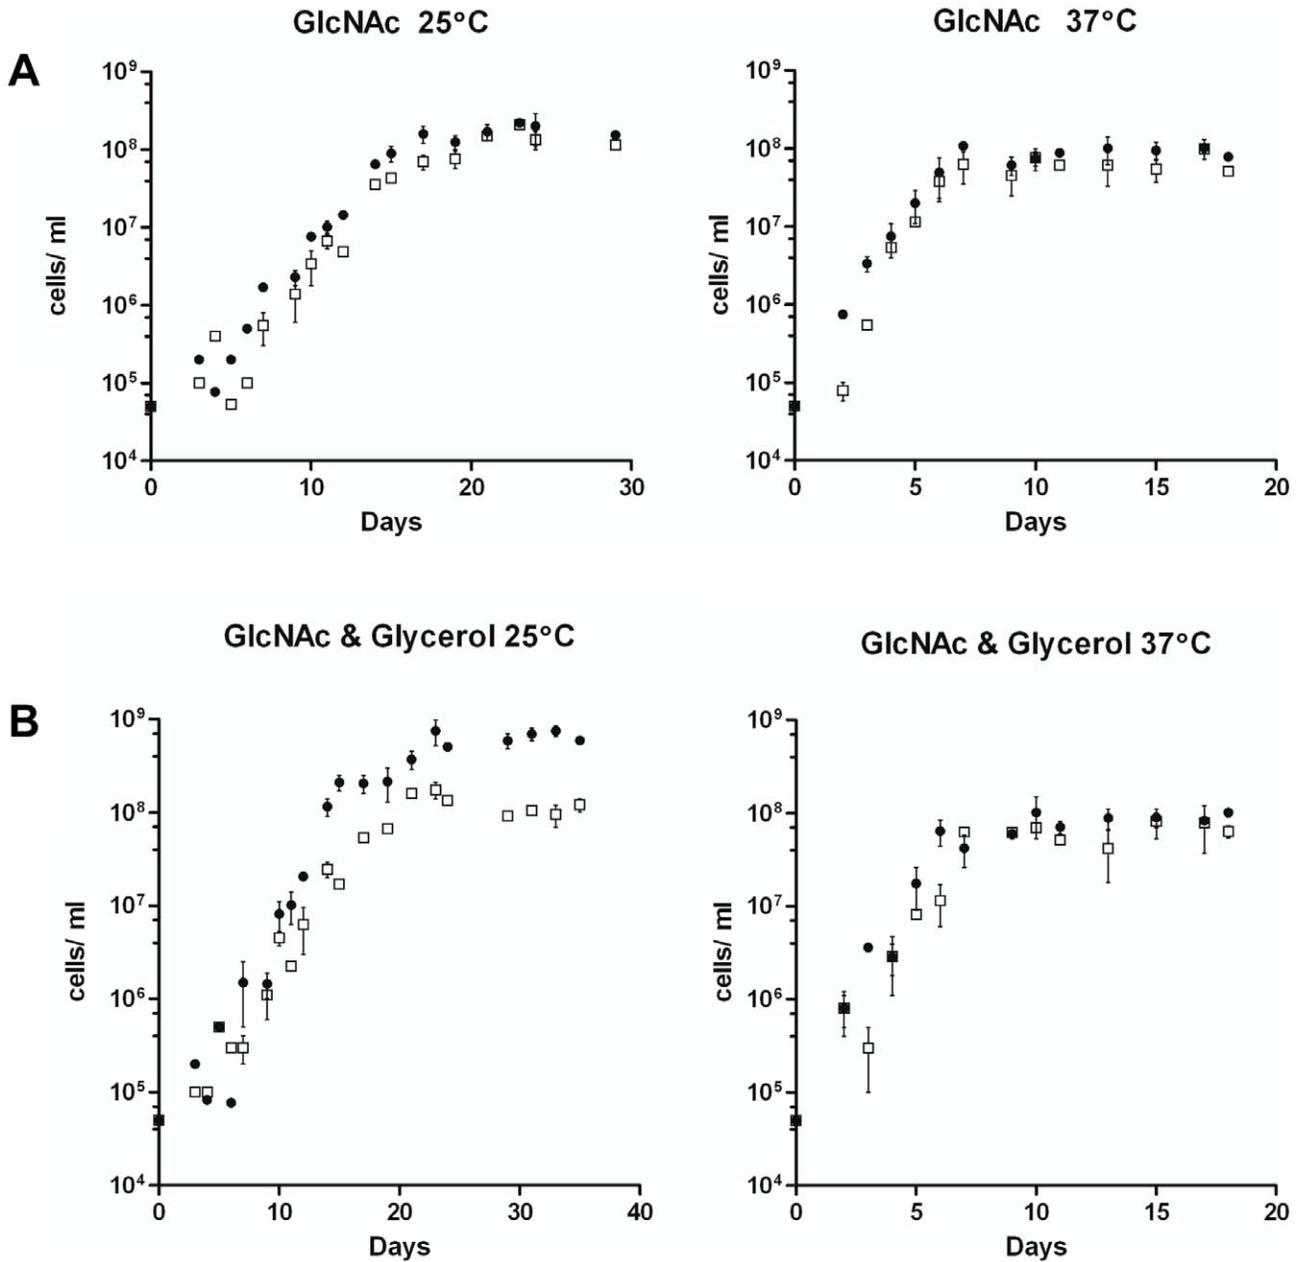 GlcNAc 25°C
GlcNAc 37°C
A
10⁹
10⁸
10⁷
10⁶
10⁵
10⁴
cells/ ml
0 10 20 30
Days
10⁹
10⁸
10⁷
10⁶
10⁵
10⁴
cells/ ml
0 5 10 15 20
Days
GlcNAc & Glycerol 25°C
GlcNAc & Glycerol 37°C
B
10⁹
10⁸
10⁷
10⁶
10⁵
10⁴
cells/ ml
0 10 20 30 40
Days
10⁹
10⁸
10⁷
10⁶
10⁵
10⁴
cells/ ml
0 5 10 15 20
Days